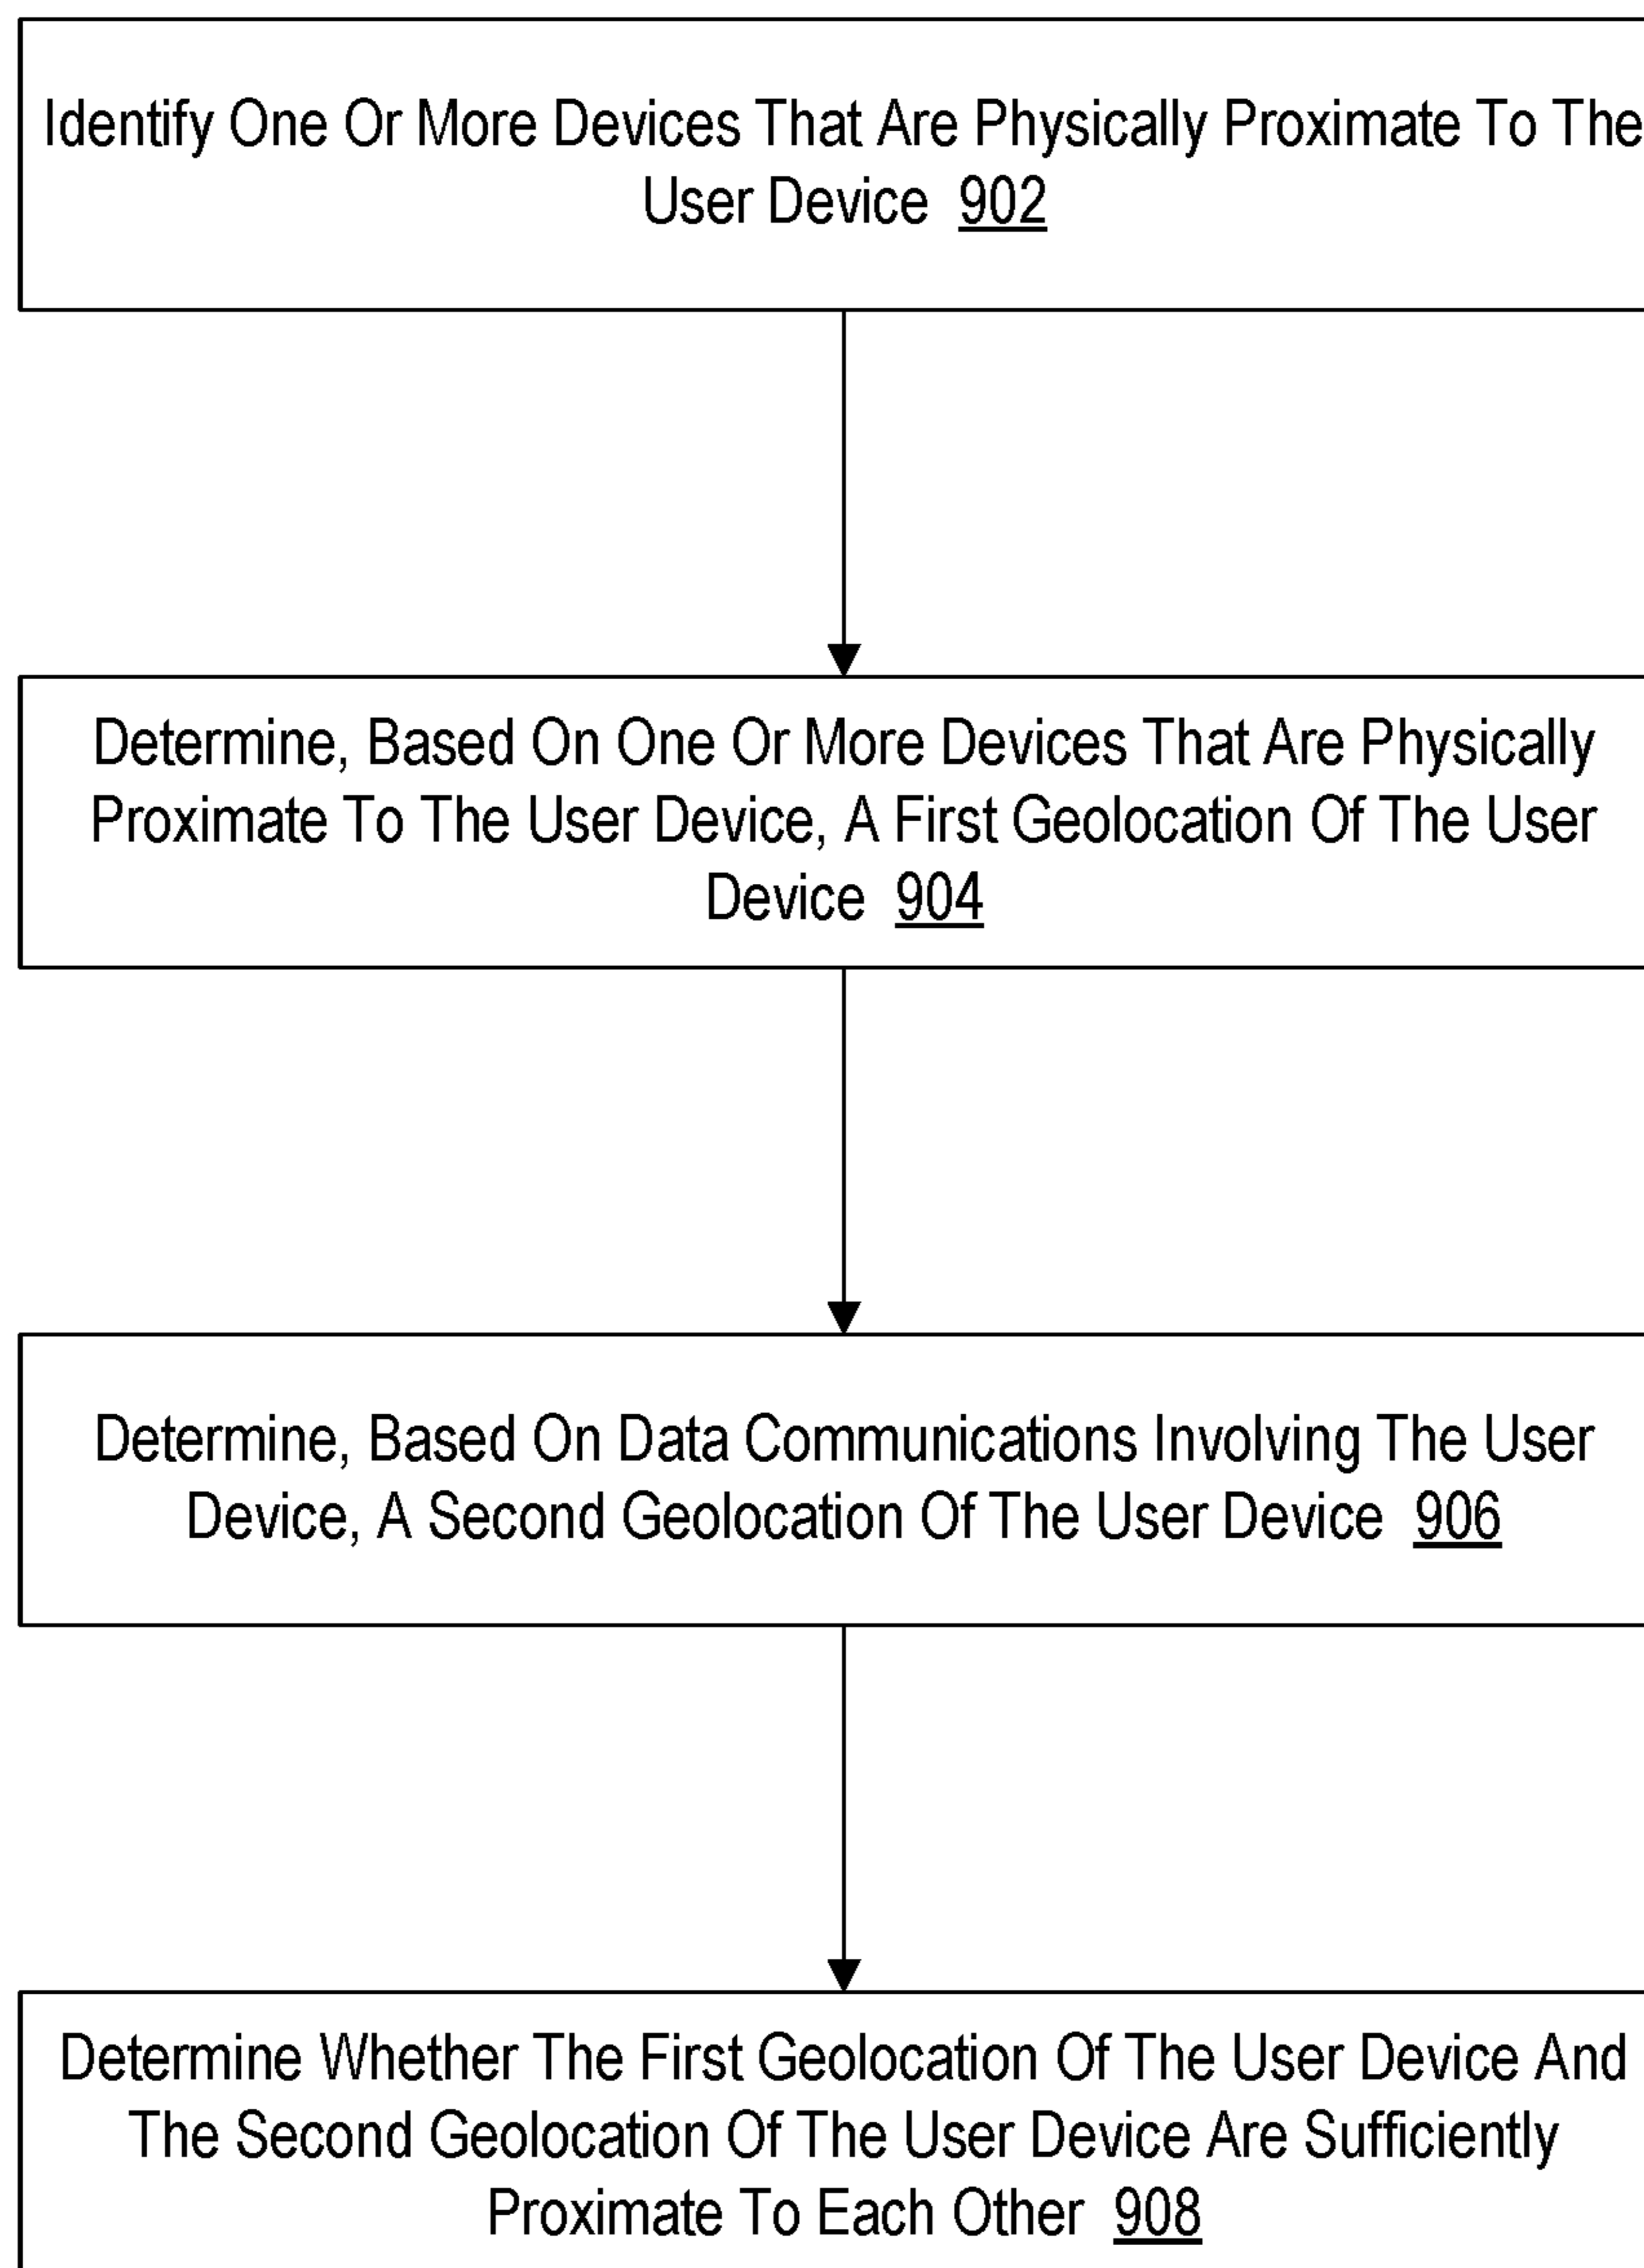 Identify One Or More Devices That Are Physically Proximate To The
User Device 902
Determine, Based On One Or More Devices That Are Physically
Proximate To The User Device, A First Geolocation Of The User
Device 904
Determine, Based On Data Communications Involving The User
Device, A Second Geolocation Of The User Device 906
Determine Whether The First Geolocation Of The User Device And
The Second Geolocation Of The User Device Are Sufficiently
Proximate To Each Other 908